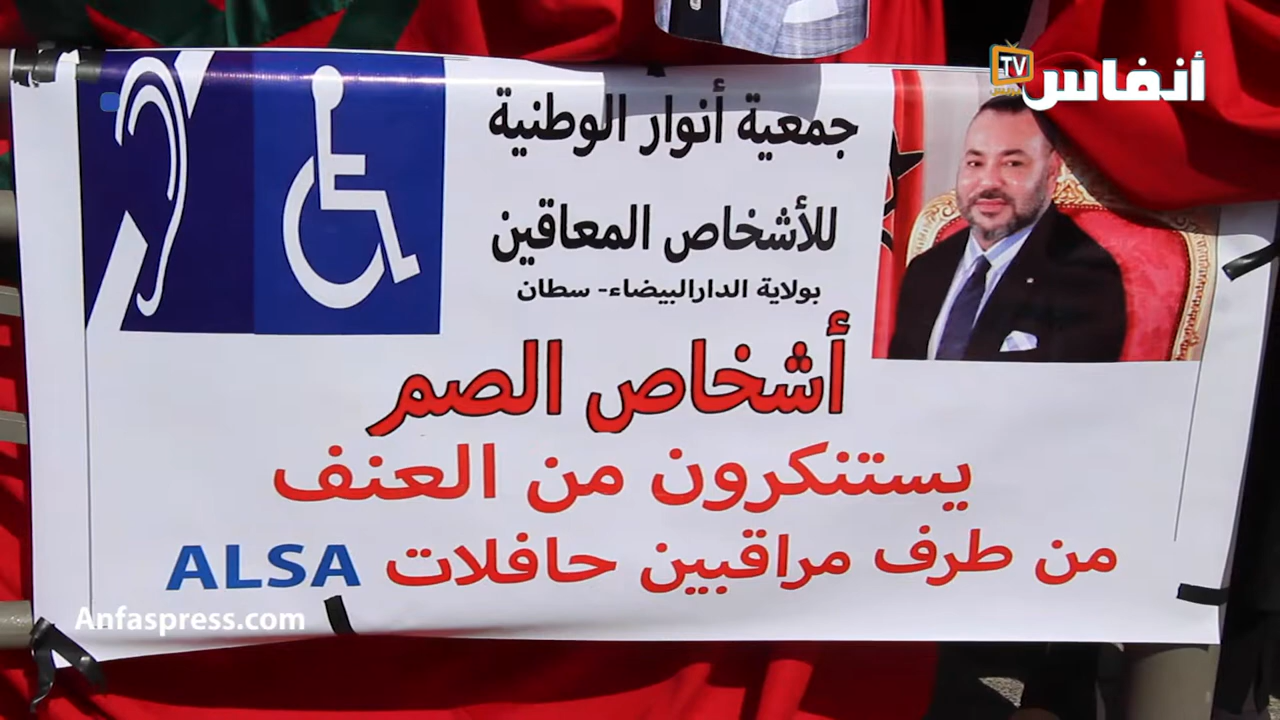 TV أنفاس
جمعية أنوار الوطنية
للأشخاص المعاقين
بولاية الدارالبيضاء- سطان
أشخاص الصم
يستنكرون من العنف
من طرف مراقبين حافلات ALSA
Anfaspress.com